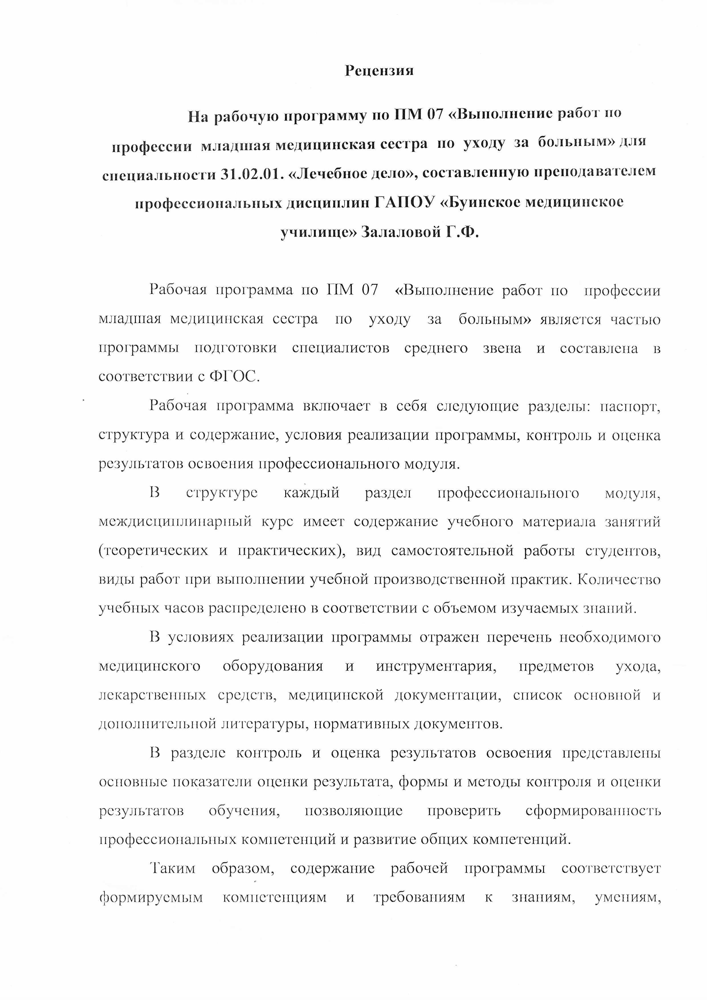 Рецензия
На рабочую программу по ПМ 07 «Выполнение работ по
профессии младшая медицинская сестра по уходу за больным» для
специальности 31.02.01. «Лечебное дело», составленную преподавателем
профессиональных дисциплин ГАПОУ «Буинское медицинское
училище» Залаловой Г.Ф.
Рабочая программа по ПМ 07 «Выполнение работ по профессии
младшая медицинская сестра по уходу за больным» является частью
программы подготовки специалистов среднего звена и составлена в
соответствии с ФГОС.
Рабочая программа включает в себя следующие разделы: паспорт,
структура и содержание, условия реализации программы, контроль и оценка
результатов освоения профессионального модуля.
В структуре каждый раздел профессионального модуля,
междисциплинарный курс имеет содержание учебного материала занятий
(теоретических и практических), вид самостоятельной работы студентов,
виды работ при выполнении учебной производственной практик. Количество
учебных часов распределено в соответствии с объемом изучаемых знаний.
В условиях реализации программы отражен перечень необходимого
медицинского оборудования и инструментария, предметов ухода,
лекарственных средств, медицинской документации, список основной и
дополнительной литературы, нормативных документов.
В разделе контроль и оценка результатов освоения представлены
основные показатели оценки результата, формы и методы контроля и оценки
результатов обучения, позволяющие проверить сформированность
профессиональных компетенций и развитие общих компетенций.
Таким образом, содержание рабочей программы соответствует
формируемым компетенциям и требованиям к знаниям, умениям,